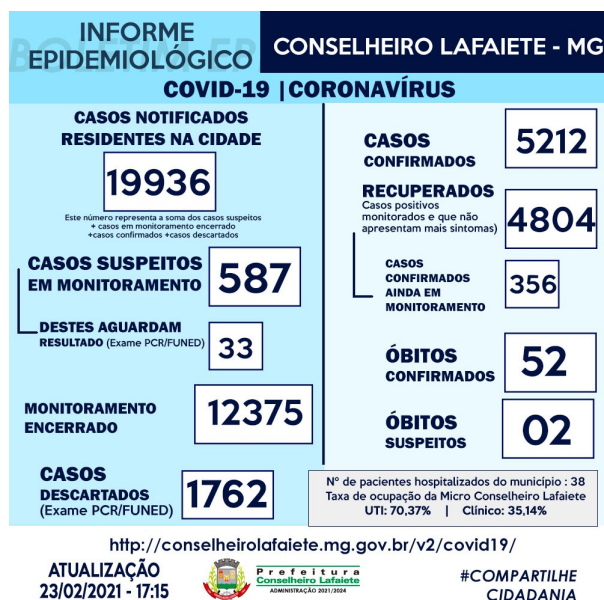 BOLETIM EP
INFORME
EPIDEMIOLÓGICO
CONSELHEIRO LAFAIETE - MG
COVID-19 |CORONAVÍRUS
CASOS NOTIFICADOS
RESIDENTES NA CIDADE
19936
Este número representa a soma dos casos suspeitos
+ casos em monitoramento encerrado
+casos confirmados +casos descartados
CASOS SUSPEITOS
EM MONITORAMENTO
587
DESTES AGUARDAM
RESULTADO (Exame PCR/FUNED)
33
MONITORAMENTO
ENCERRADO
12375
CASOS
DESCARTADOS
(Exame PCR/FUNED)
1762
CASOS
CONFIRMADOS
5212
RECUPERADOS
Casos positivos
monitorados e que não
apresentam mais sintomas)
4804
CASOS
CONFIRMADOS
AINDA EM
MONITORAMENTO
356
ÓBITOS
CONFIRMADOS
52
ÓBITOS
SUSPEITOS
02
Nº de pacientes hospitalizados do município : 38
Taxa de ocupação da Micro Conselheiro Lafaiete
UTI: 70,37% | Clínico: 35,14%
http://conselheirolafaiete.mg.gov.br/v2/covid19/
ATUALIZAÇÃO
23/02/2021 - 17:15
Prefeitura
Conselheiro Lafaiete
ADMINISTRAÇÃO 2021/2024
#COMPARTILHE
CIDADANIA